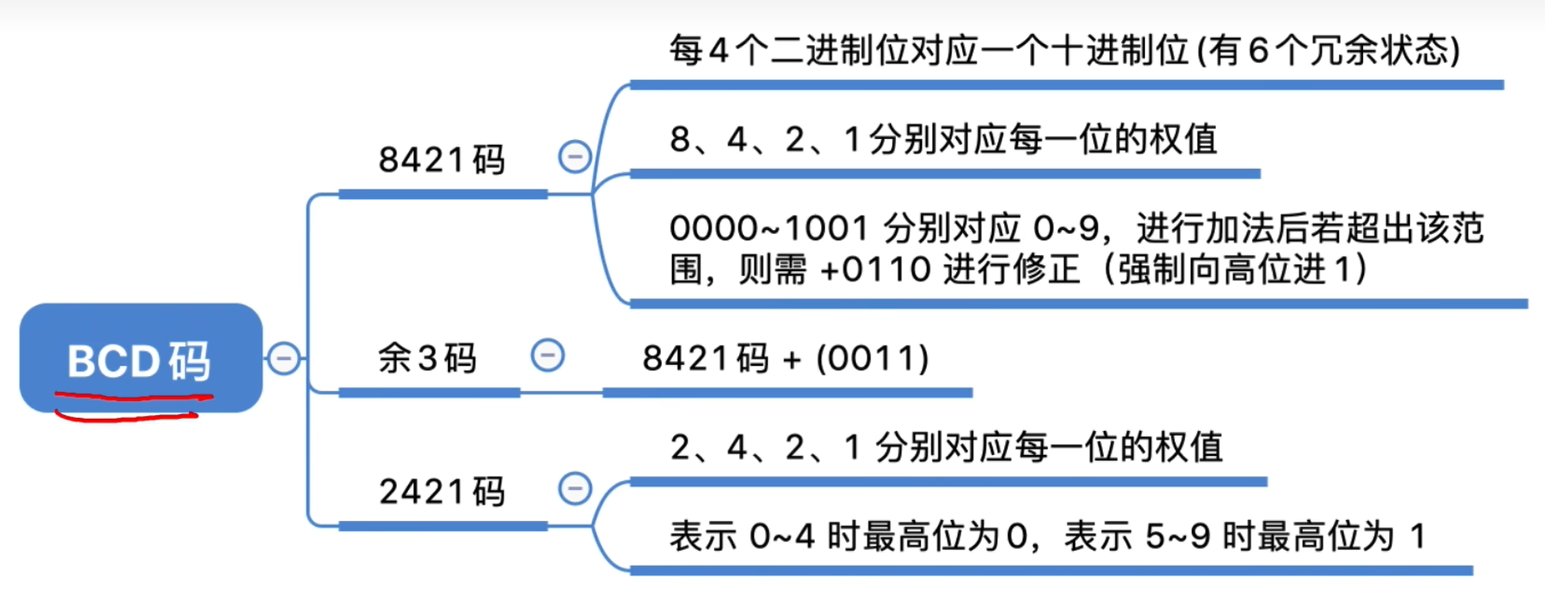 每4个二进制位对应一个十进制位(有6个冗余状态)
8421码
8、4、2、1分别对应每一位的权值
0000~1001 分别对应 0~9，进行加法后若超出该范
围，则需 +0110 进行修正（强制向高位进1）
BCD码
余3码
8421码 + (0011)
2421码
2、4、2、1 分别对应每一位的权值
表示 0~4 时最高位为0，表示 5~9 时最高位为 1